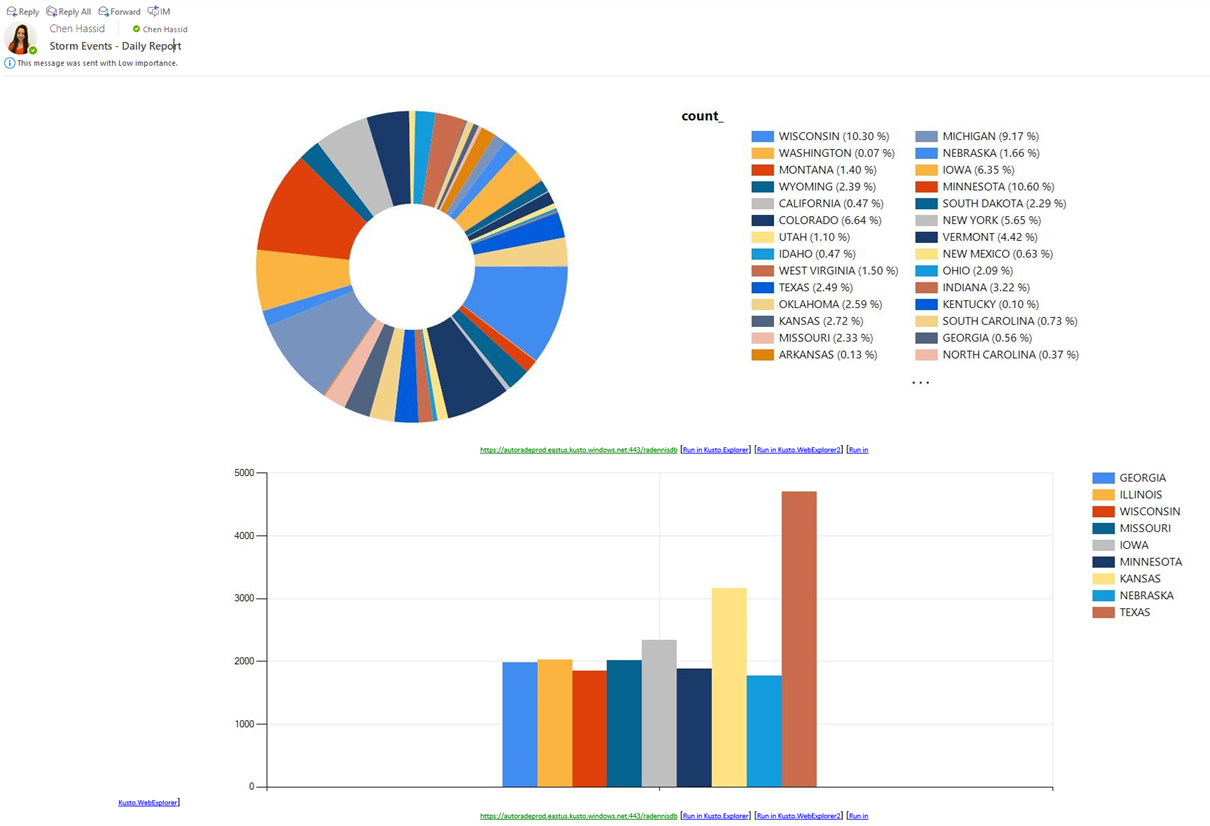 Reply Reply All Forward IM
Chen Hassid Chen Hassid
Storm Events - Daily Report
This message was sent with Low importance.
count_
WISCONSIN (10.30 %) MICHIGAN (9.17 %)
WASHINGTON (0.07 %) NEBRASKA (1.66 %)
MONTANA (1.40 %) IOWA (6.35 %)
WYOMING (2.39 %) MINNESOTA (10.60 %)
CALIFORNIA (0.47 %) SOUTH DAKOTA (2.29 %)
COLORADO (6.64 %) NEW YORK (5.65 %)
UTAH (1.10 %) VERMONT (4.42 %)
IDAHO (0.47 %) NEW MEXICO (0.63 %)
WEST VIRGINIA (1.50 %) OHIO (2.09 %)
TEXAS (2.49 %) INDIANA (3.22 %)
OKLAHOMA (2.59 %) KENTUCKY (0.10 %)
KANSAS (2.72 %) SOUTH CAROLINA (0.73 %)
MISSOURI (2.33 %) GEORGIA (0.56 %)
ARKANSAS (0.13 %) NORTH CAROLINA (0.37 %)
...
https://autoradeprod.eastus.kusto.windows.net:443/radennisdb [Run in Kusto.Explorer] [Run in Kusto.WebExplorer2] [Run in
5000
4000
3000
2000
1000
0
GEORGIA
ILLINOIS
WISCONSIN
MISSOURI
IOWA
MINNESOTA
KANSAS
NEBRASKA
TEXAS
Kusto.WebExplorer]
https://autoradeprod.eastus.kusto.windows.net:443/radennisdb [Run in Kusto.Explorer] [Run in Kusto.WebExplorer2] [Run in